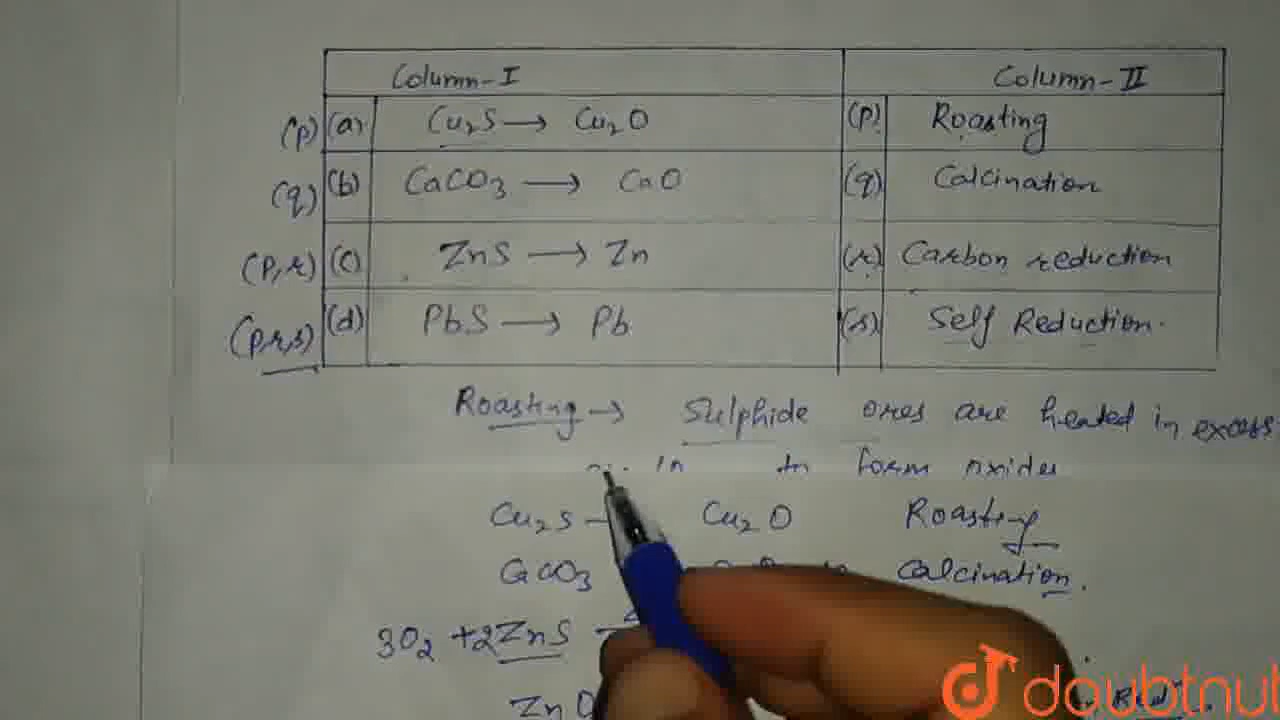 Column-I Column-II
(p) (a) Cu₂S → Cu₂O (p) Roasting
(q) (b) CaCO₃ → CaO (q) Calcination
(p,r) (c) ZnS → Zn (r) Carbon reduction
(p,r,s) (d) PbS → Pb (s) Self Reduction.
Roasting → Sulphide ores are heated in excess
to form oxides
Cu₂S Cu₂O Roasting
CaCO₃ Calcination.
3O₂ + 2ZnS
ZnO
doubtnut